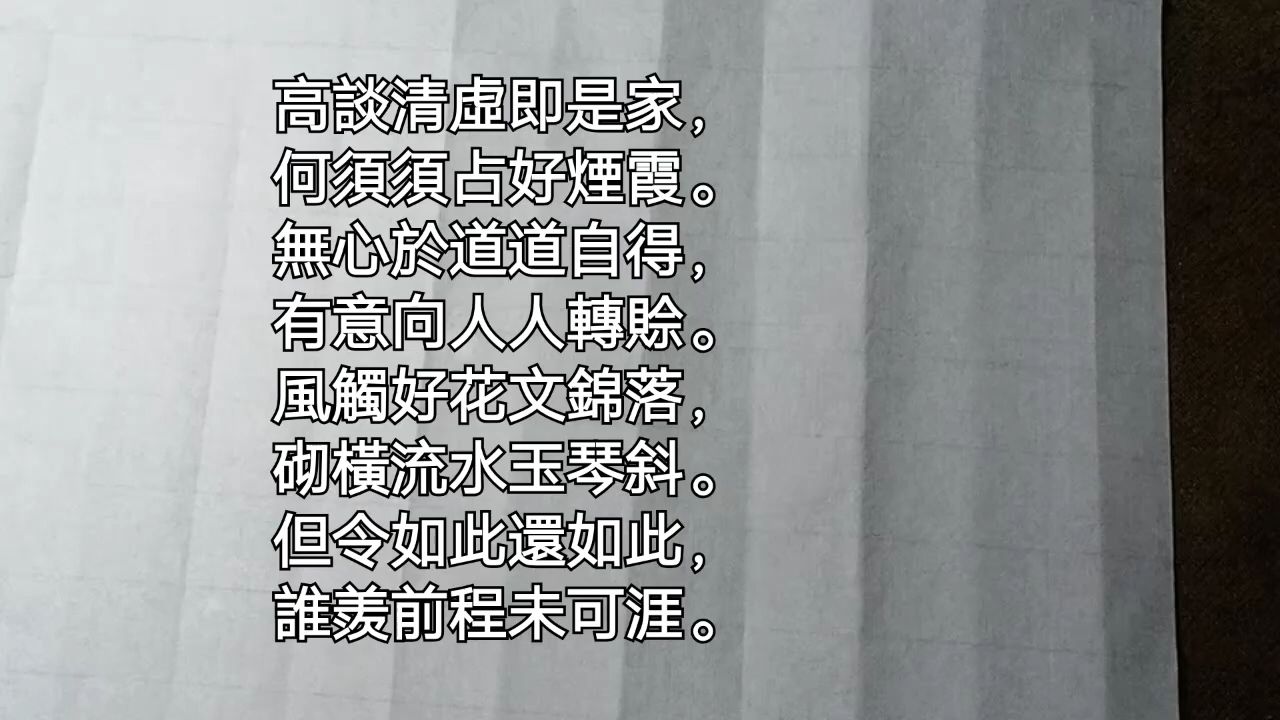 高談清虛即是家，
何須須占好煙霞。
無心於道道自得，
有意向人人轉賒。
風觸好花文錦落，
砌橫流水玉琴斜。
但令如此還如此，
誰羨前程未可涯。